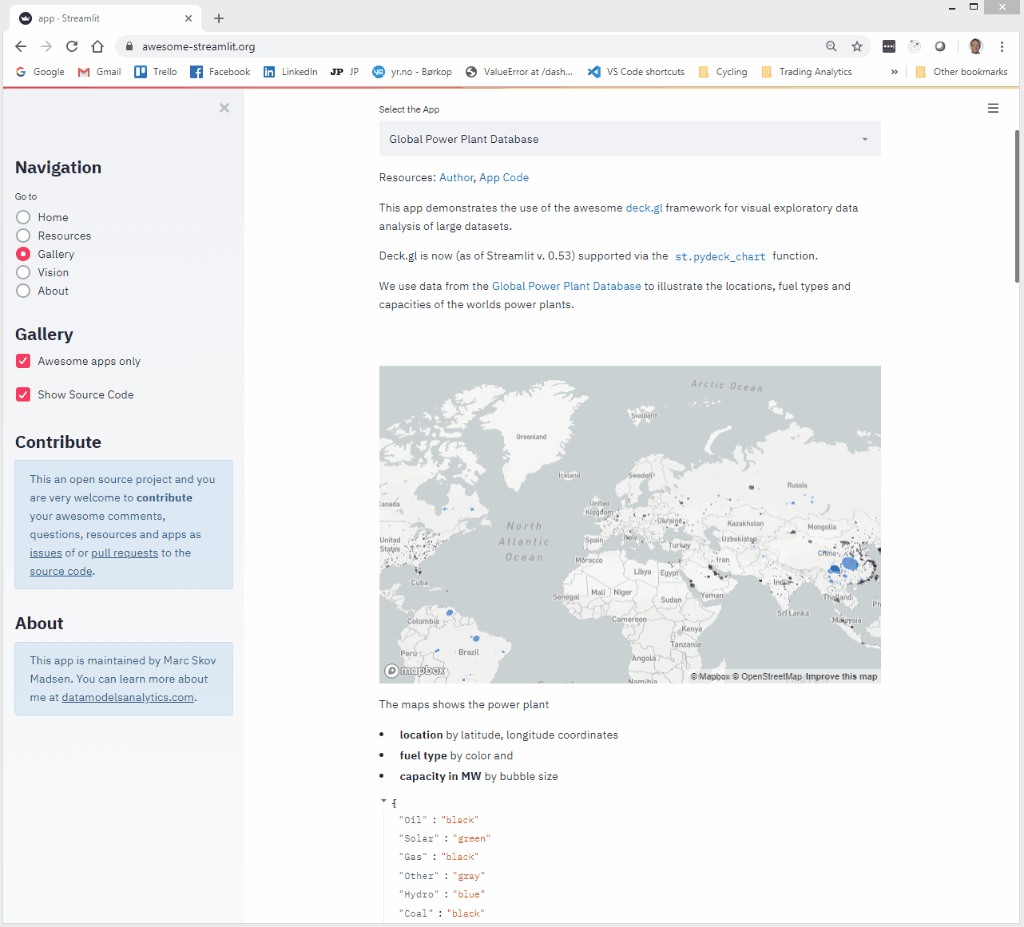 app · Streamlit
awesome-streamlit.org
Google Gmail Trello Facebook LinkedIn JP JP yr.no - Børkop ValueError at /dash... VS Code shortcuts Cycling Trading Analytics » Other bookmarks
Navigation
Go to
Home
Resources
Gallery
Vision
About
Gallery
Awesome apps only
Show Source Code
Contribute
This an open source project and you
are very welcome to contribute
your awesome comments,
questions, resources and apps as
issues of or pull requests to the
source code.
About
This app is maintained by Marc Skov
Madsen. You can learn more about
me at datamodelsanalytics.com.
Select the App
Global Power Plant Database
Resources: Author, App Code
This app demonstrates the use of the awesome deck.gl framework for visual exploratory data
analysis of large datasets.
Deck.gl is now (as of Streamlit v. 0.53) supported via the st.pydeck_chart function.
We use data from the Global Power Plant Database to illustrate the locations, fuel types and
capacities of the worlds power plants.
Arctic Ocean
Svalbard
Greenland
Iceland
Sweden
Russia
Canada
United
Kingdom
Ukraine
Kazakhstan
Mongolia
North
Atlantic
Ocean
United
States
Spain
Italy
Turkey
Uzbekistan
China
Morocco
Iran
Libya
Egypt
India
Cuba
Senegal
Mali
Niger
Sudan
Yemen
Thailand
Colombia
Cameroon
Sri Lanka
Malaysia
Kenya
Peru
Brazil
Tanzania
Angola
Namibia
mapbox
© Mapbox © OpenStreetMap Improve this map
The maps shows the power plant
• location by latitude, longitude coordinates
• fuel type by color and
• capacity in MW by bubble size
{
"Oil" : "black"
"Solar" : "green"
"Gas" : "black"
"Other" : "gray"
"Hydro" : "blue"
"Coal" : "black"